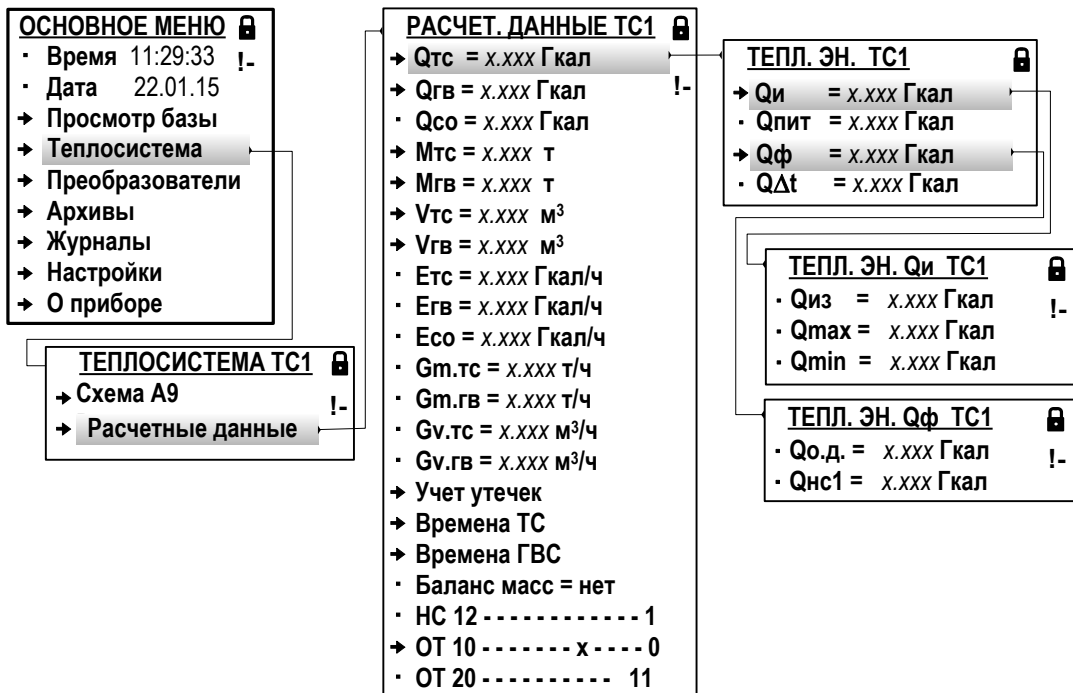 ОСНОВНОЕ МЕНЮ
· Время 11:29:33 !-
· Дата 22.01.15
→ Просмотр базы
→ Теплосистема
→ Преобразователи
→ Архивы
→ Журналы
→ Настройки
→ О приборе
ТЕПЛОСИСТЕМА ТС1
→ Схема А9 !-
→ Расчетные данные
РАСЧЕТ. ДАННЫЕ ТС1
→ Qтс = x.xxx Гкал
→ Qгв = x.xxx Гкал !-
· Qсо = x.xxx Гкал
→ Mтс = x.xxx т
→ Mгв = x.xxx т
→ Vтс = x.xxx м³
→ Vгв = x.xxx м³
· Eтс = x.xxx Гкал/ч
· Eгв = x.xxx Гкал/ч
· Eсо = x.xxx Гкал/ч
· Gm.тс = x.xxx т/ч
· Gm.гв = x.xxx т/ч
· Gv.тс = x.xxx м³/ч
· Gv.гв = x.xxx м³/ч
→ Учет утечек
→ Времена ТС
→ Времена ГВС
· Баланс масс = нет
· НС 12 - - - - - - - - - - - - 1
→ ОТ 10 - - - - - - - x - - - - 0
· ОТ 20 - - - - - - - - - - 11
ТЕПЛ. ЭН. ТС1
→ Qи = x.xxx Гкал
· Qпит = x.xxx Гкал
→ Qф = x.xxx Гкал
· QΔt = x.xxx Гкал
ТЕПЛ. ЭН. Qи ТС1
· Qиз = x.xxx Гкал !-
· Qmax = x.xxx Гкал
· Qmin = x.xxx Гкал
ТЕПЛ. ЭН. Qф ТС1
· Qо.д. = x.xxx Гкал !-
· Qнс1 = x.xxx Гкал